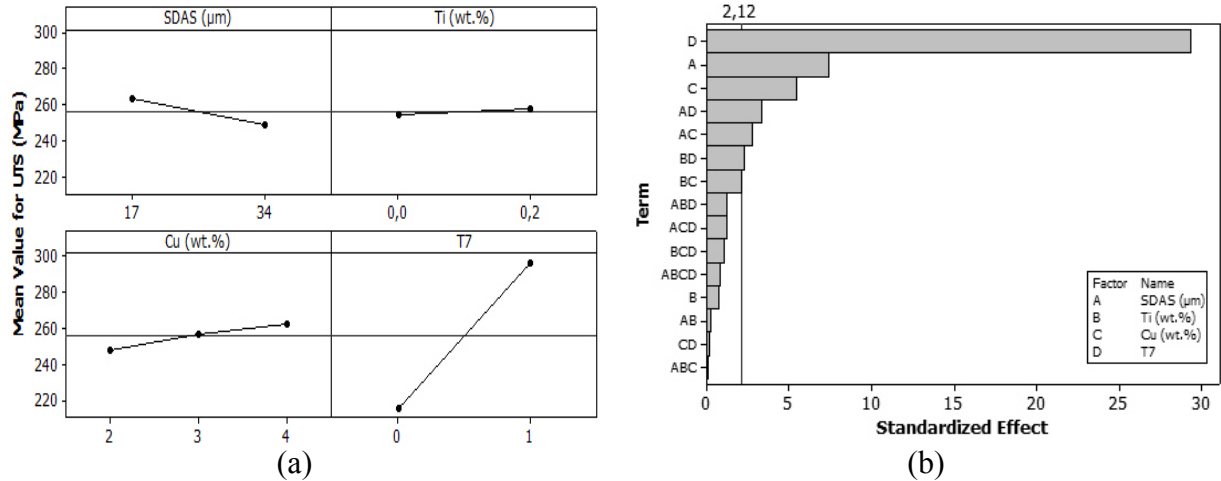 SDAS (µm) Ti (wt.%)
300
280
260
240
220
17 34 0,0 0,2
Cu (wt.%) T7
300
280
260
240
220
2 3 4 0 1
Mean Value for UTS (MPa)
(a)
2,12
D
A
C
AD
AC
BD
BC
ABD
ACD
BCD
ABCD
B
AB
CD
ABC
Term
Factor Name
A SDAS (µm)
B Ti (wt.%)
C Cu (wt.%)
D T7
0 5 10 15 20 25 30
Standardized Effect
(b)